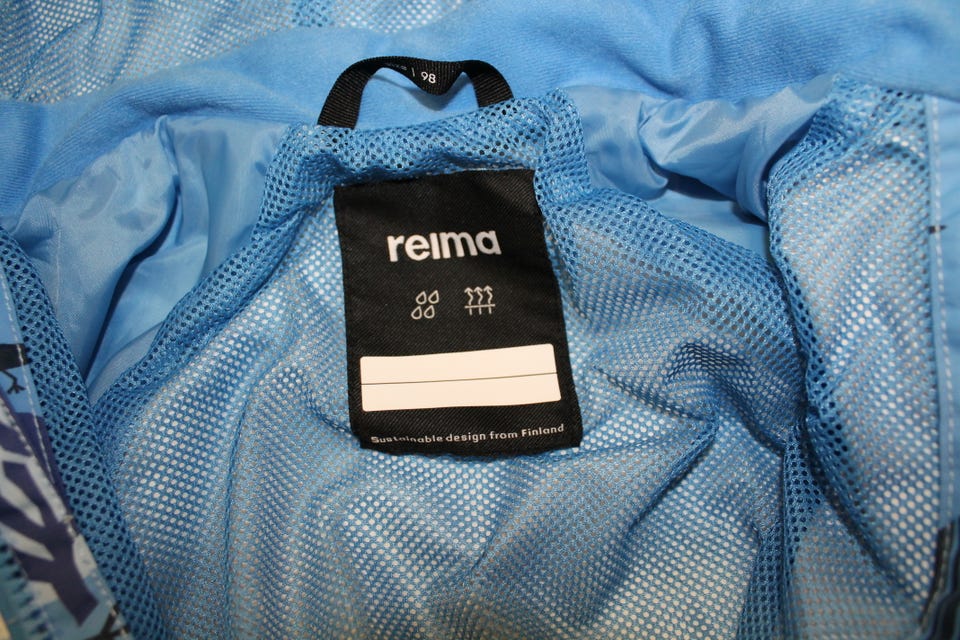 | 98
reima
Sustainable design from Finland